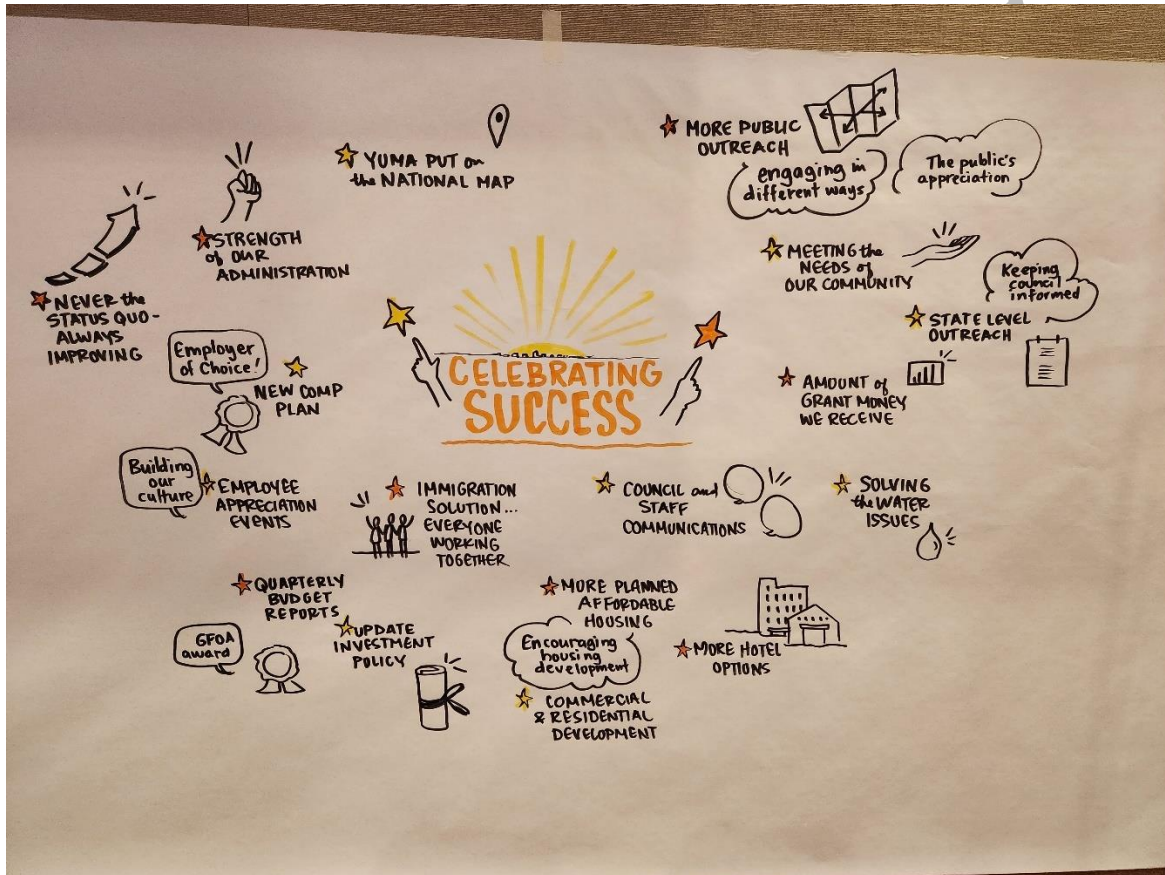 YUMA PUT on
the NATIONAL MAP
STRENGTH
of OUR
ADMINISTRATION
NEVER the
STATUS QUO-
ALWAYS
IMPROVING
Employer
of Choice!
NEW COMP
PLAN
Building
our
culture
EMPLOYEE
APPRECIATION
EVENTS
CELEBRATING
SUCCESS
MORE PUBLIC
OUTREACH
engaging in
different ways
The public's
appreciation
MEETING the
NEEDS of
OUR COMMUNITY
Keeping
council
informed
STATE LEVEL
OUTREACH
AMOUNT of
GRANT MONEY
WE RECEIVE
IMMIGRATION
SOLUTION...
EVERYONE
WORKING
TOGETHER
COUNCIL and
STAFF
COMMUNICATIONS
SOLVING
the WATER
ISSUES
QUARTERLY
BUDGET
REPORTS
GFOA
award
UPDATE
INVESTMENT
POLICY
MORE PLANNED
AFFORDABLE
HOUSING
Encouraging
housing
development
COMMERCIAL
& RESIDENTIAL
DEVELOPMENT
MORE HOTEL
OPTIONS